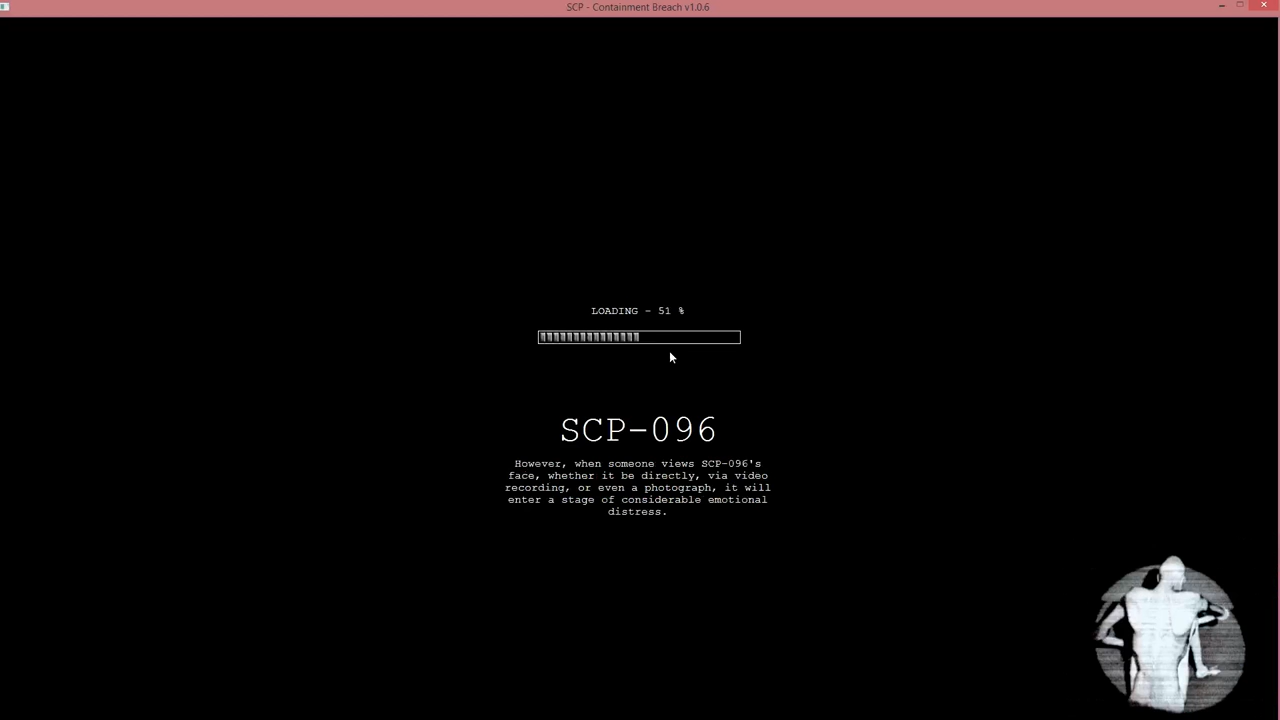 SCP - Containment Breach v1.0.6
LOADING - 51 %
SCP-096
However, when someone views SCP-096's
face, whether it be directly, via video
recording, or even a photograph, it will
enter a stage of considerable emotional
distress.